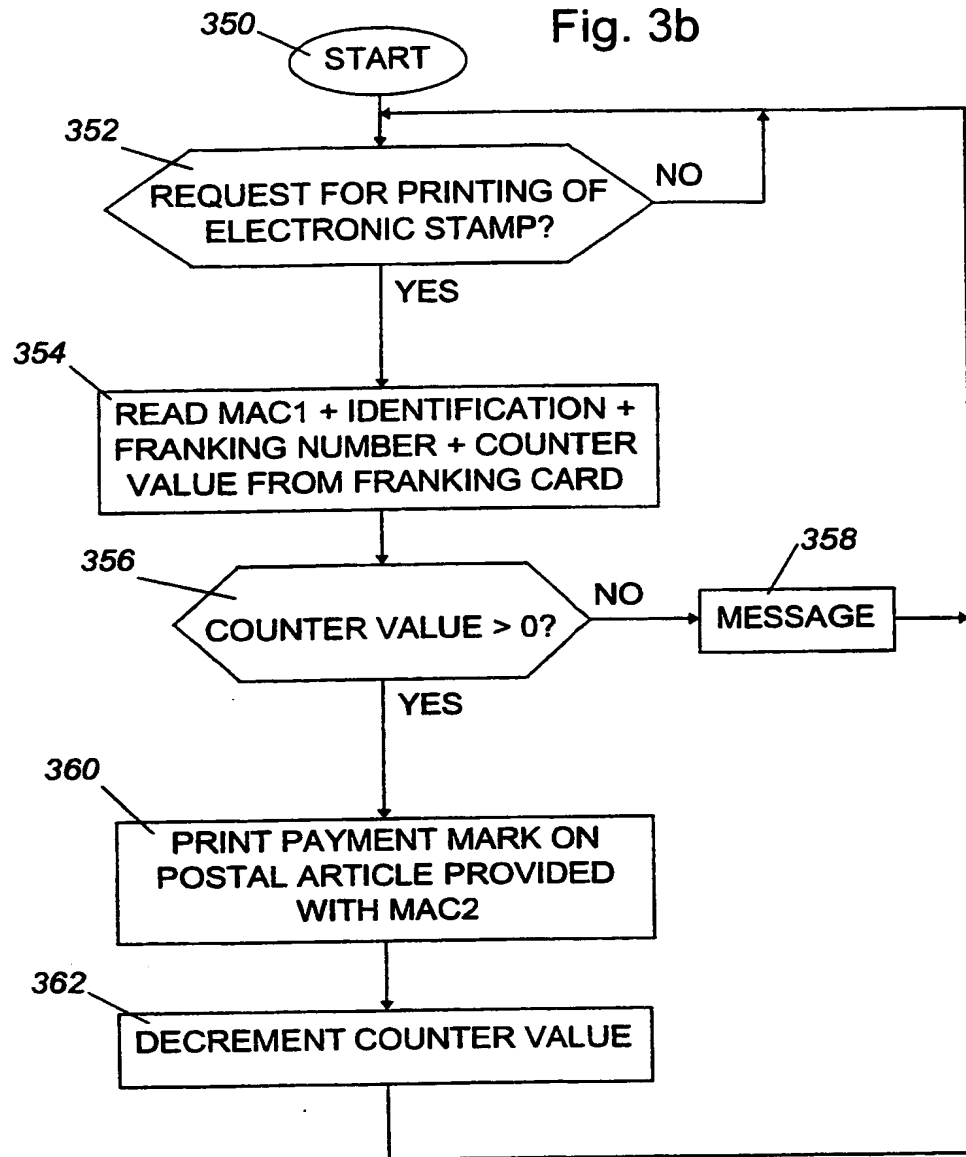 Fig. 3b
350
START
352
REQUEST FOR PRINTING OF
ELECTRONIC STAMP?
NO
YES
354
READ MAC1 + IDENTIFICATION +
FRANKING NUMBER + COUNTER
VALUE FROM FRANKING CARD
356
COUNTER VALUE > 0?
NO
358
MESSAGE
YES
360
PRINT PAYMENT MARK ON
POSTAL ARTICLE PROVIDED
WITH MAC2
362
DECREMENT COUNTER VALUE